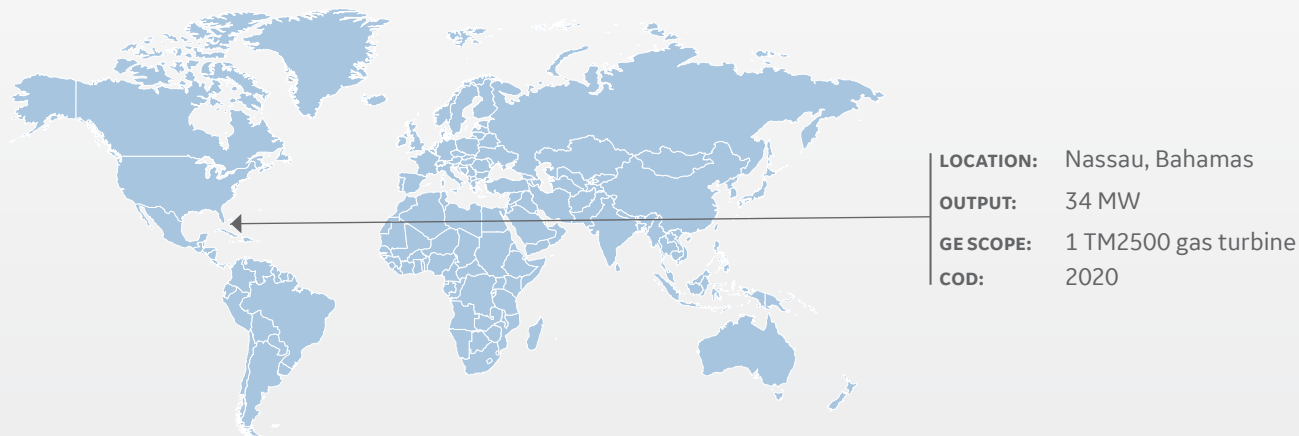 LOCATION: Nassau, Bahamas
OUTPUT: 34 MW
GE SCOPE: 1 TM2500 gas turbine
COD: 2020